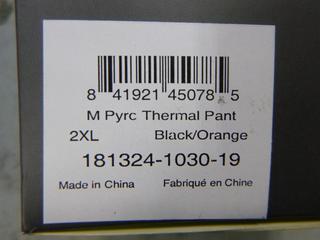 8 41921 45078 5
M Pyrc Thermal Pant
2XL Black/Orange
181324-1030-19
Made in China Fabriqué en Chine